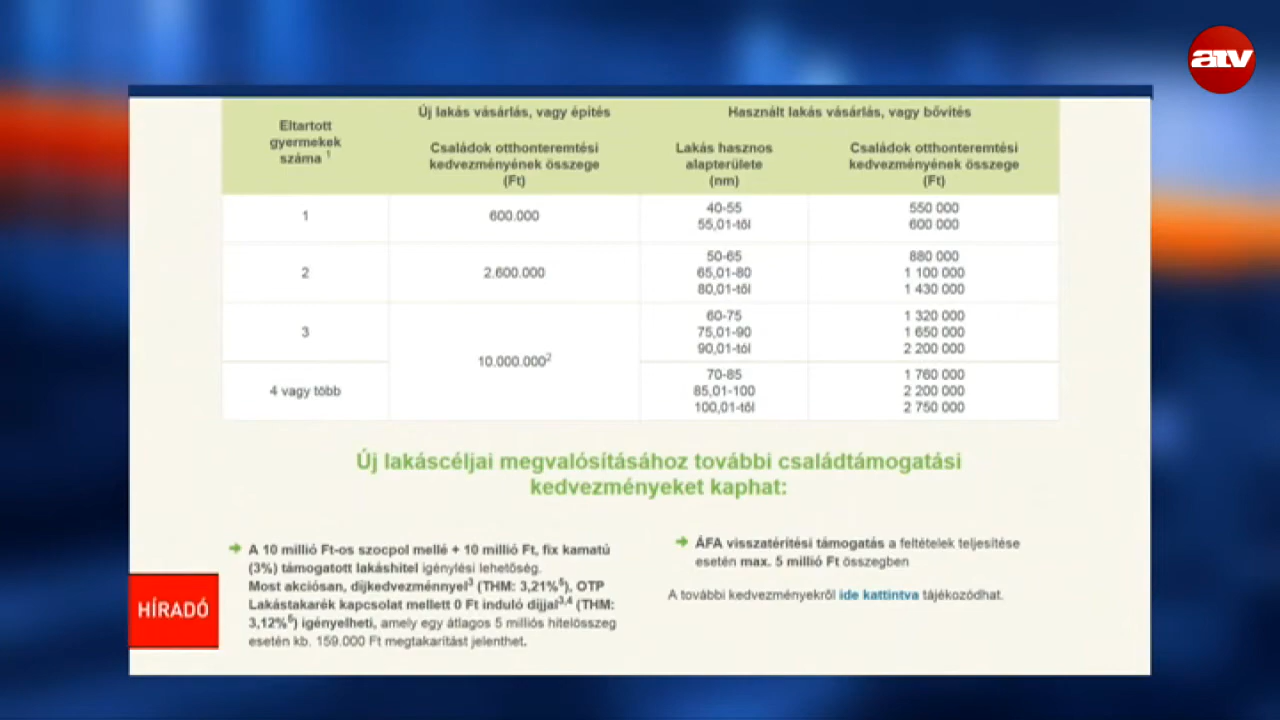 atv
Új lakás vásárlás, vagy építés
Használt lakás vásárlás, vagy bővítés
Eltartott
gyermekek
száma 1
Családok otthonteremtési
kedvezményének összege
(Ft)
Lakás hasznos
alapterülete
(nm)
Családok otthonteremtési
kedvezményének összege
(Ft)
1
600.000
40-55
55,01-től
550 000
600 000
2
2.600.000
50-65
65,01-80
80,01-től
880 000
1 100 000
1 430 000
3
10.000.0002
60-75
75,01-90
90,01-tól
1 320 000
1 650 000
2 200 000
4 vagy több
70-85
85,01-100
100,01-től
1 760 000
2 200 000
2 750 000
Új lakáscéljai megvalósításához további családtámogatási
kedvezményeket kaphat:
A 10 millió Ft-os szocpol mellé + 10 millió Ft, fix kamatú
(3%) támogatott lakáshitel igénylési lehetőség.
Most akciósan, díjkedvezménnyel3 (THM: 3,21%5), OTP
Lakástakarék kapcsolat mellett 0 Ft induló díjjal3,4 (THM:
3,12%6) igényelheti, amely egy átlagos 5 milliós hitelösszeg
esetén kb. 159.000 Ft megtakarítást jelenthet.
ÁFA visszatérítési támogatás a feltételek teljesítése
esetén max. 5 millió Ft összegben
A további kedvezményekről ide kattintva tájékozódhat.
HÍRADÓ